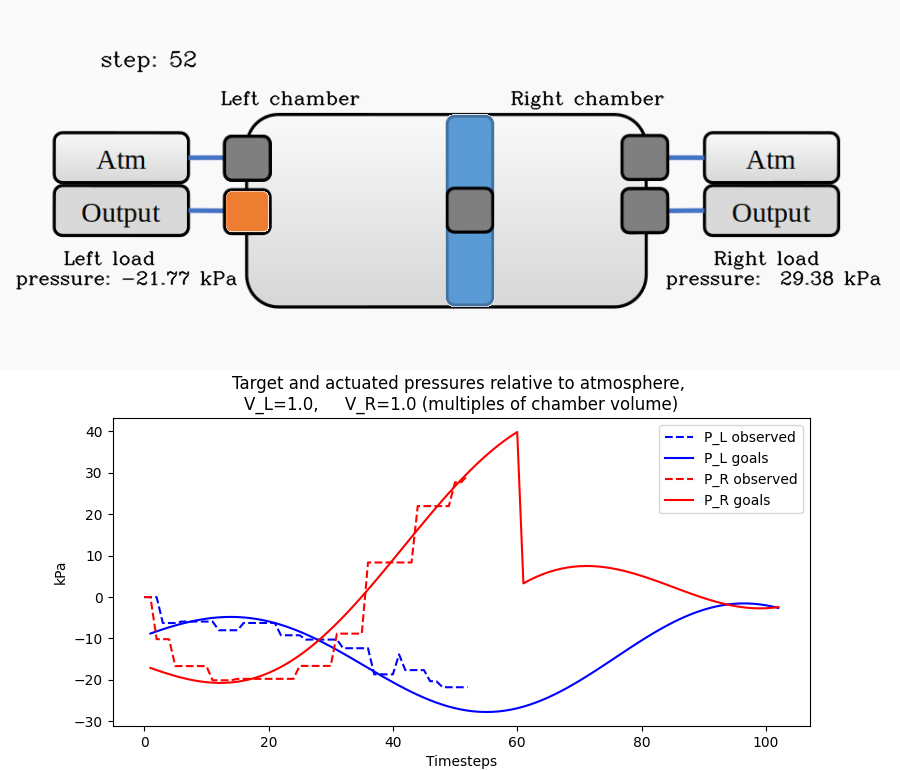 step: 52
Left chamber
Right chamber
Atm
Atm
Output
Output
Left load
pressure: -21.77 kPa
Right load
pressure: 29.38 kPa
Target and actuated pressures relative to atmosphere,
V_L=1.0, V_R=1.0 (multiples of chamber volume)
40
30
20
10
0
−10
−20
−30
kPa
P_L observed
P_L goals
P_R observed
P_R goals
0
20
40
60
80
100
Timesteps